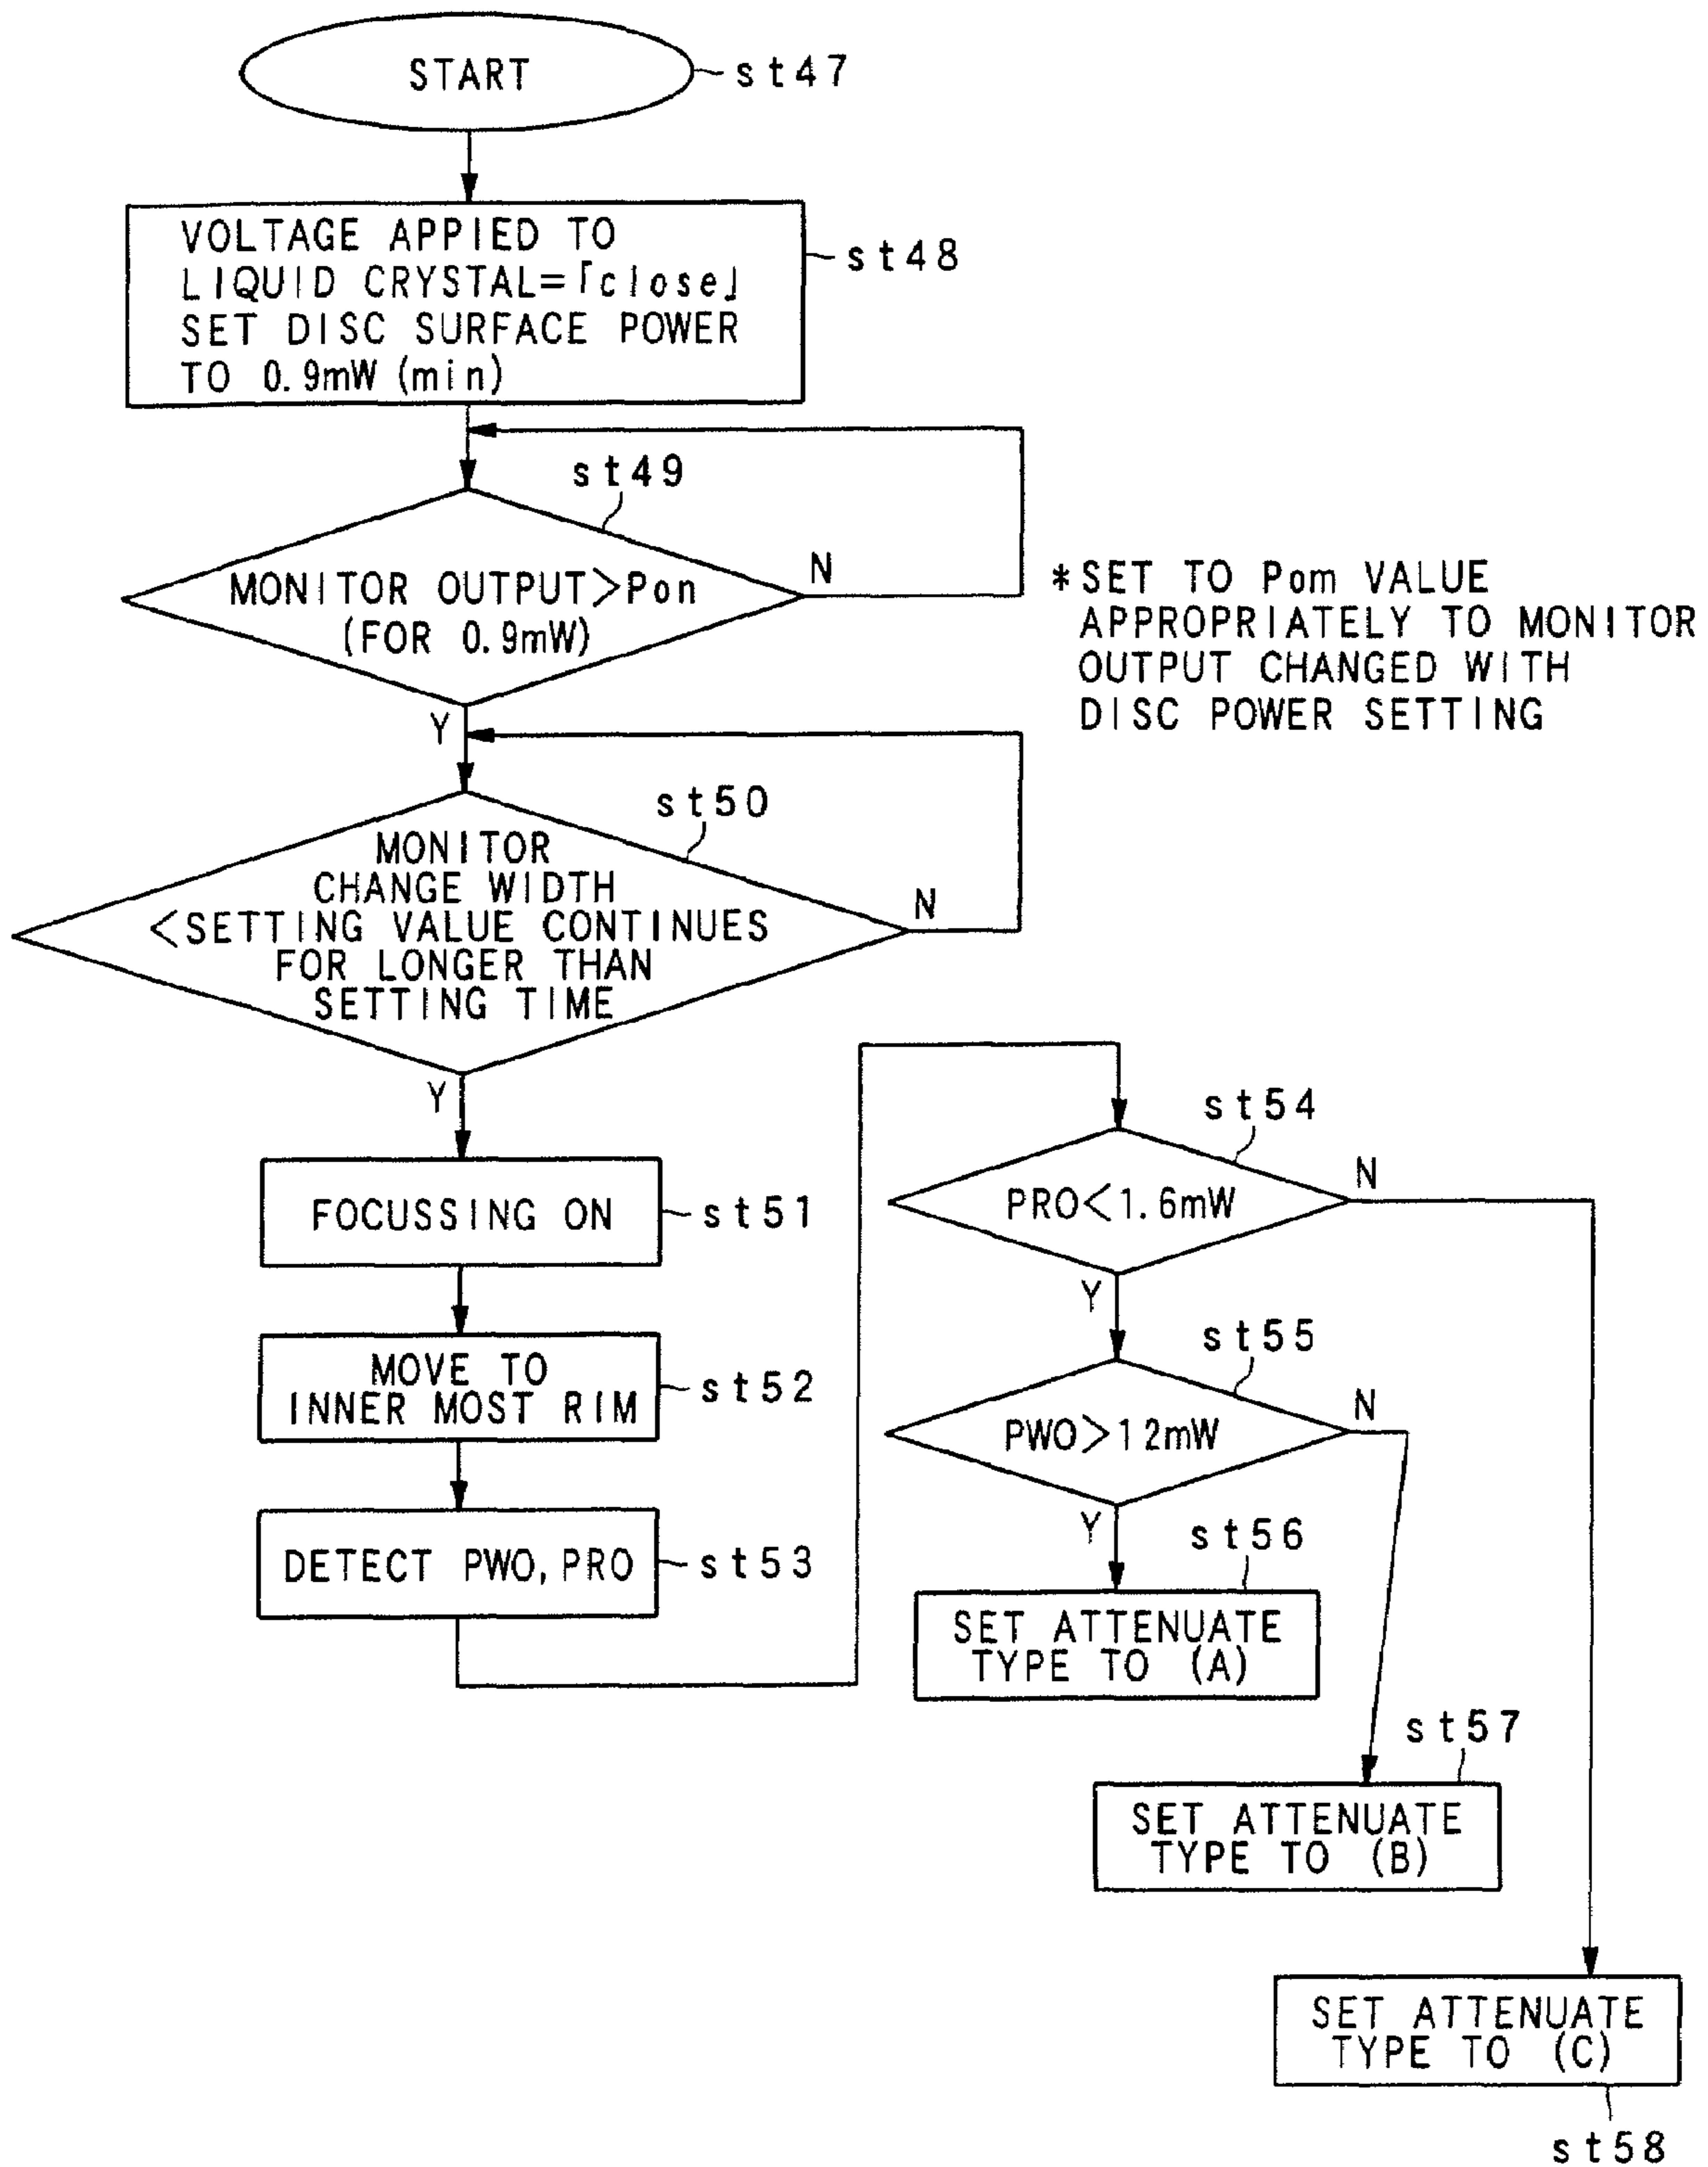 START
st47
VOLTAGE APPIED TO
LIQUID CRYSTAL=「close」
SET DISC SURFACE POWER
TO 0.9mW (min)
st48
st49
MONITOR OUTPUT>Pon
(FOR 0.9mW)
N
Y
*SET TO Pom VALUE
APPROPRIATELY TO MONITOR
OUTPUT CHANGED WITH
DISC POWER SETTING
st50
MONITOR
CHANGE WIDTH
<SETTING VALUE CONTINUES
FOR LONGER THAN
SETTING TIME
N
Y
FOCUSSING ON
st51
MOVE TO
INNER MOST RIM
st52
DETECT PWO, PRO
st53
st54
PRO<1.6mW
N
Y
st55
PWO>12mW
N
Y
st56
SET ATTENUATE
TYPE TO (A)
st57
SET ATTENUATE
TYPE TO (B)
SET ATTENUATE
TYPE TO (C)
st58